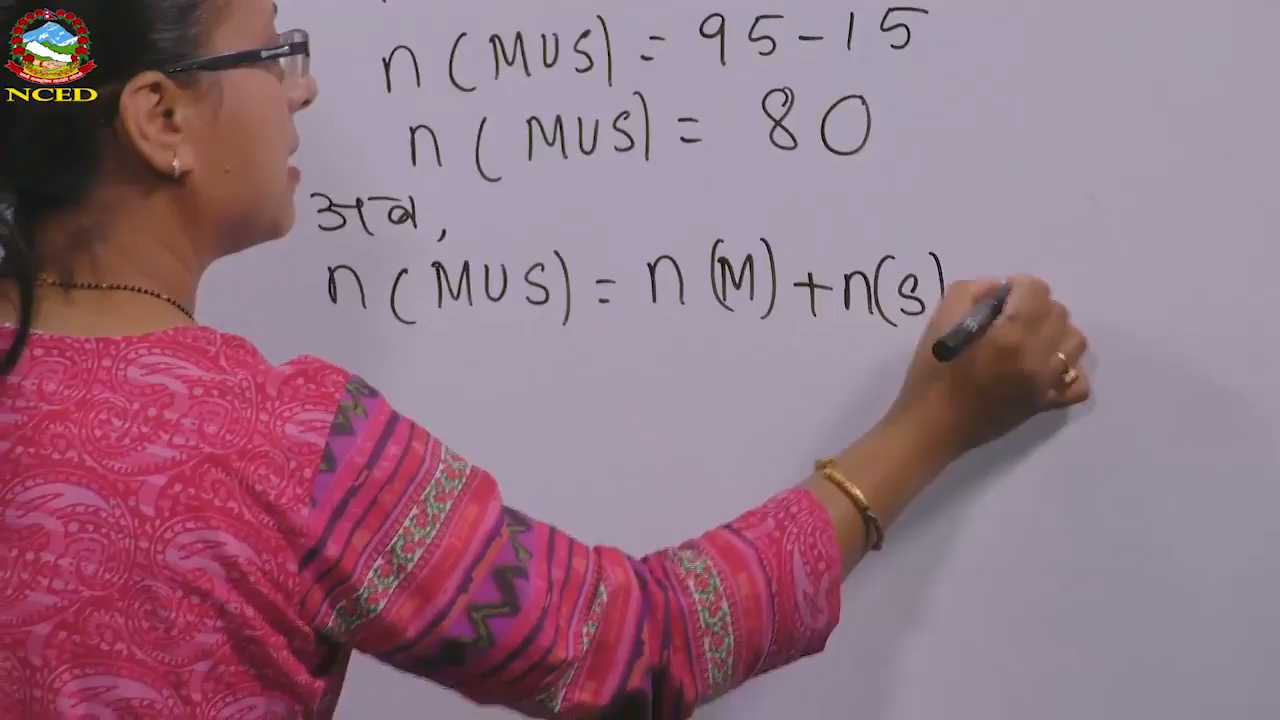 NCED
n(MUS) = 95-15
n(MUS) = 80
अब,
n(MUS) = n(M)+n(S)